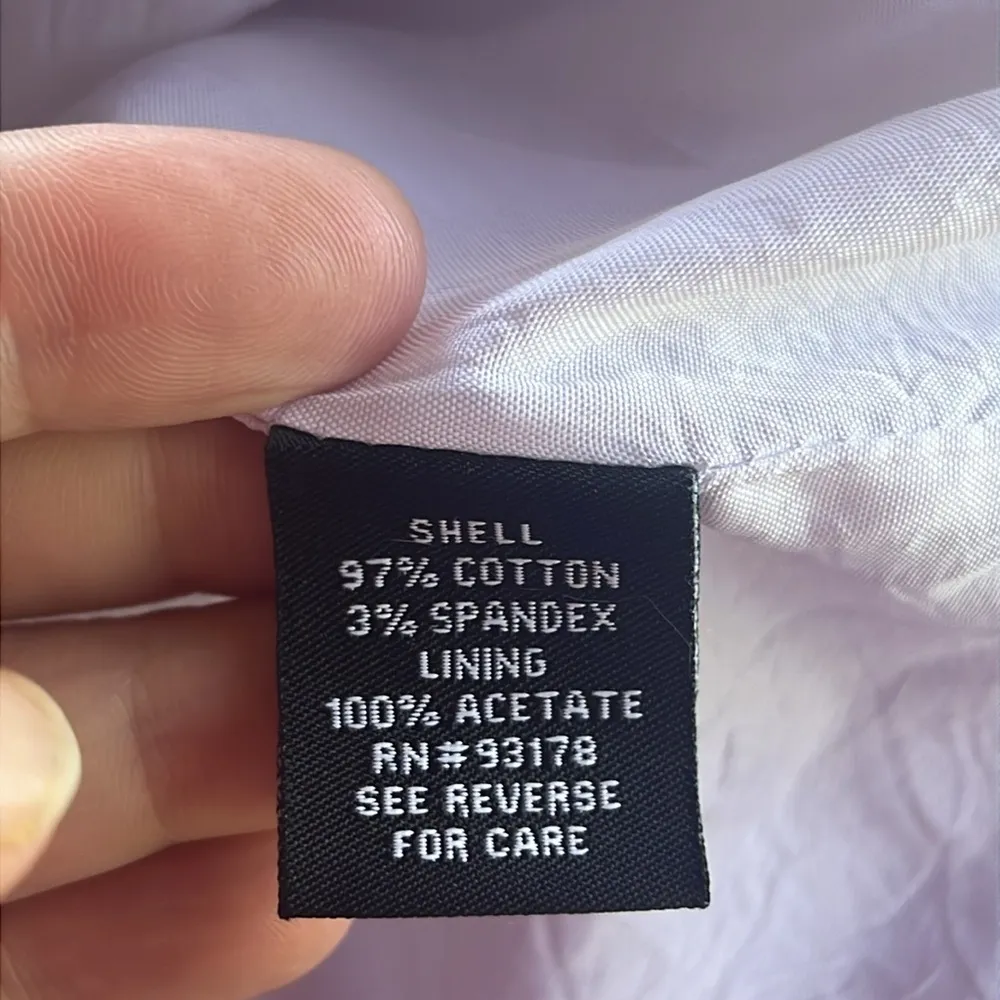 SHELL
97% COTTON
3% SPANDEX
LINING
100% ACETATE
RN#93178
SEE REVERSE
FOR CARE